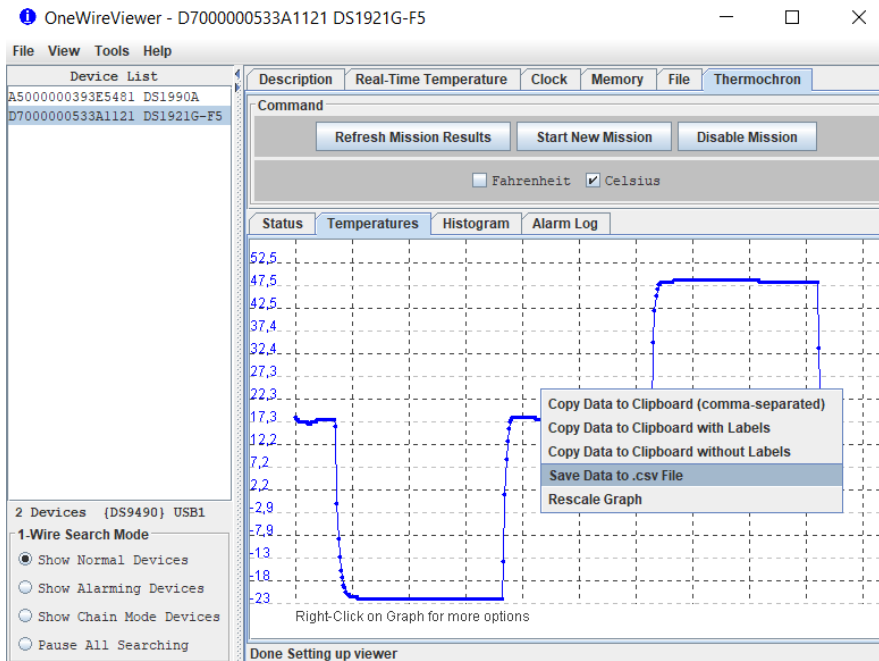 OneWireViewer - D7000000533A1121 DS1921G-F5
File View Tools Help
Device List
A5000000393E5481 DS1990A
D7000000533A1121 DS1921G-F5
2 Devices {DS9490} USB1
1-Wire Search Mode
Show Normal Devices
Show Alarming Devices
Show Chain Mode Devices
Pause All Searching
Description Real-Time Temperature Clock Memory File Thermochron
Command
Refresh Mission Results Start New Mission Disable Mission
Fahrenheit Celsius
Status Temperatures Histogram Alarm Log
52,5
47,5
42,5
37,4
32,4
27,3
22,3
17,3
12,2
7,2
2,2
-2,9
-7,9
-13
-18
-23
Copy Data to Clipboard (comma-separated)
Copy Data to Clipboard with Labels
Copy Data to Clipboard without Labels
Save Data to .csv File
Rescale Graph
Right-Click on Graph for more options
Done Setting up viewer